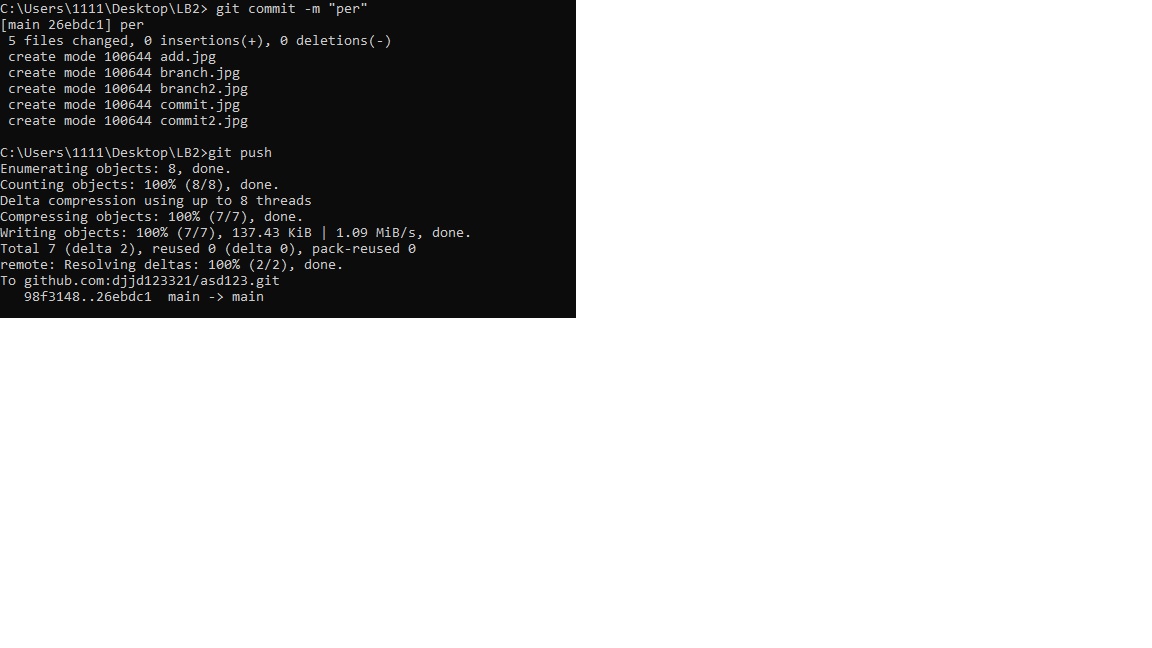 C:\Users\1111\Desktop\LB2> git commit -m "per"
[main 26ebdc1] per
 5 files changed, 0 insertions(+), 0 deletions(-)
 create mode 100644 add.jpg
 create mode 100644 branch.jpg
 create mode 100644 branch2.jpg
 create mode 100644 commit.jpg
 create mode 100644 commit2.jpg
C:\Users\1111\Desktop\LB2>git push
Enumerating objects: 8, done.
Counting objects: 100% (8/8), done.
Delta compression using up to 8 threads
Compressing objects: 100% (7/7), done.
Writing objects: 100% (7/7), 137.43 KiB | 1.09 MiB/s, done.
Total 7 (delta 2), reused 0 (delta 0), pack-reused 0
remote: Resolving deltas: 100% (2/2), done.
To github.com:djjd123321/asd123.git
   98f3148..26ebdc1  main -> main